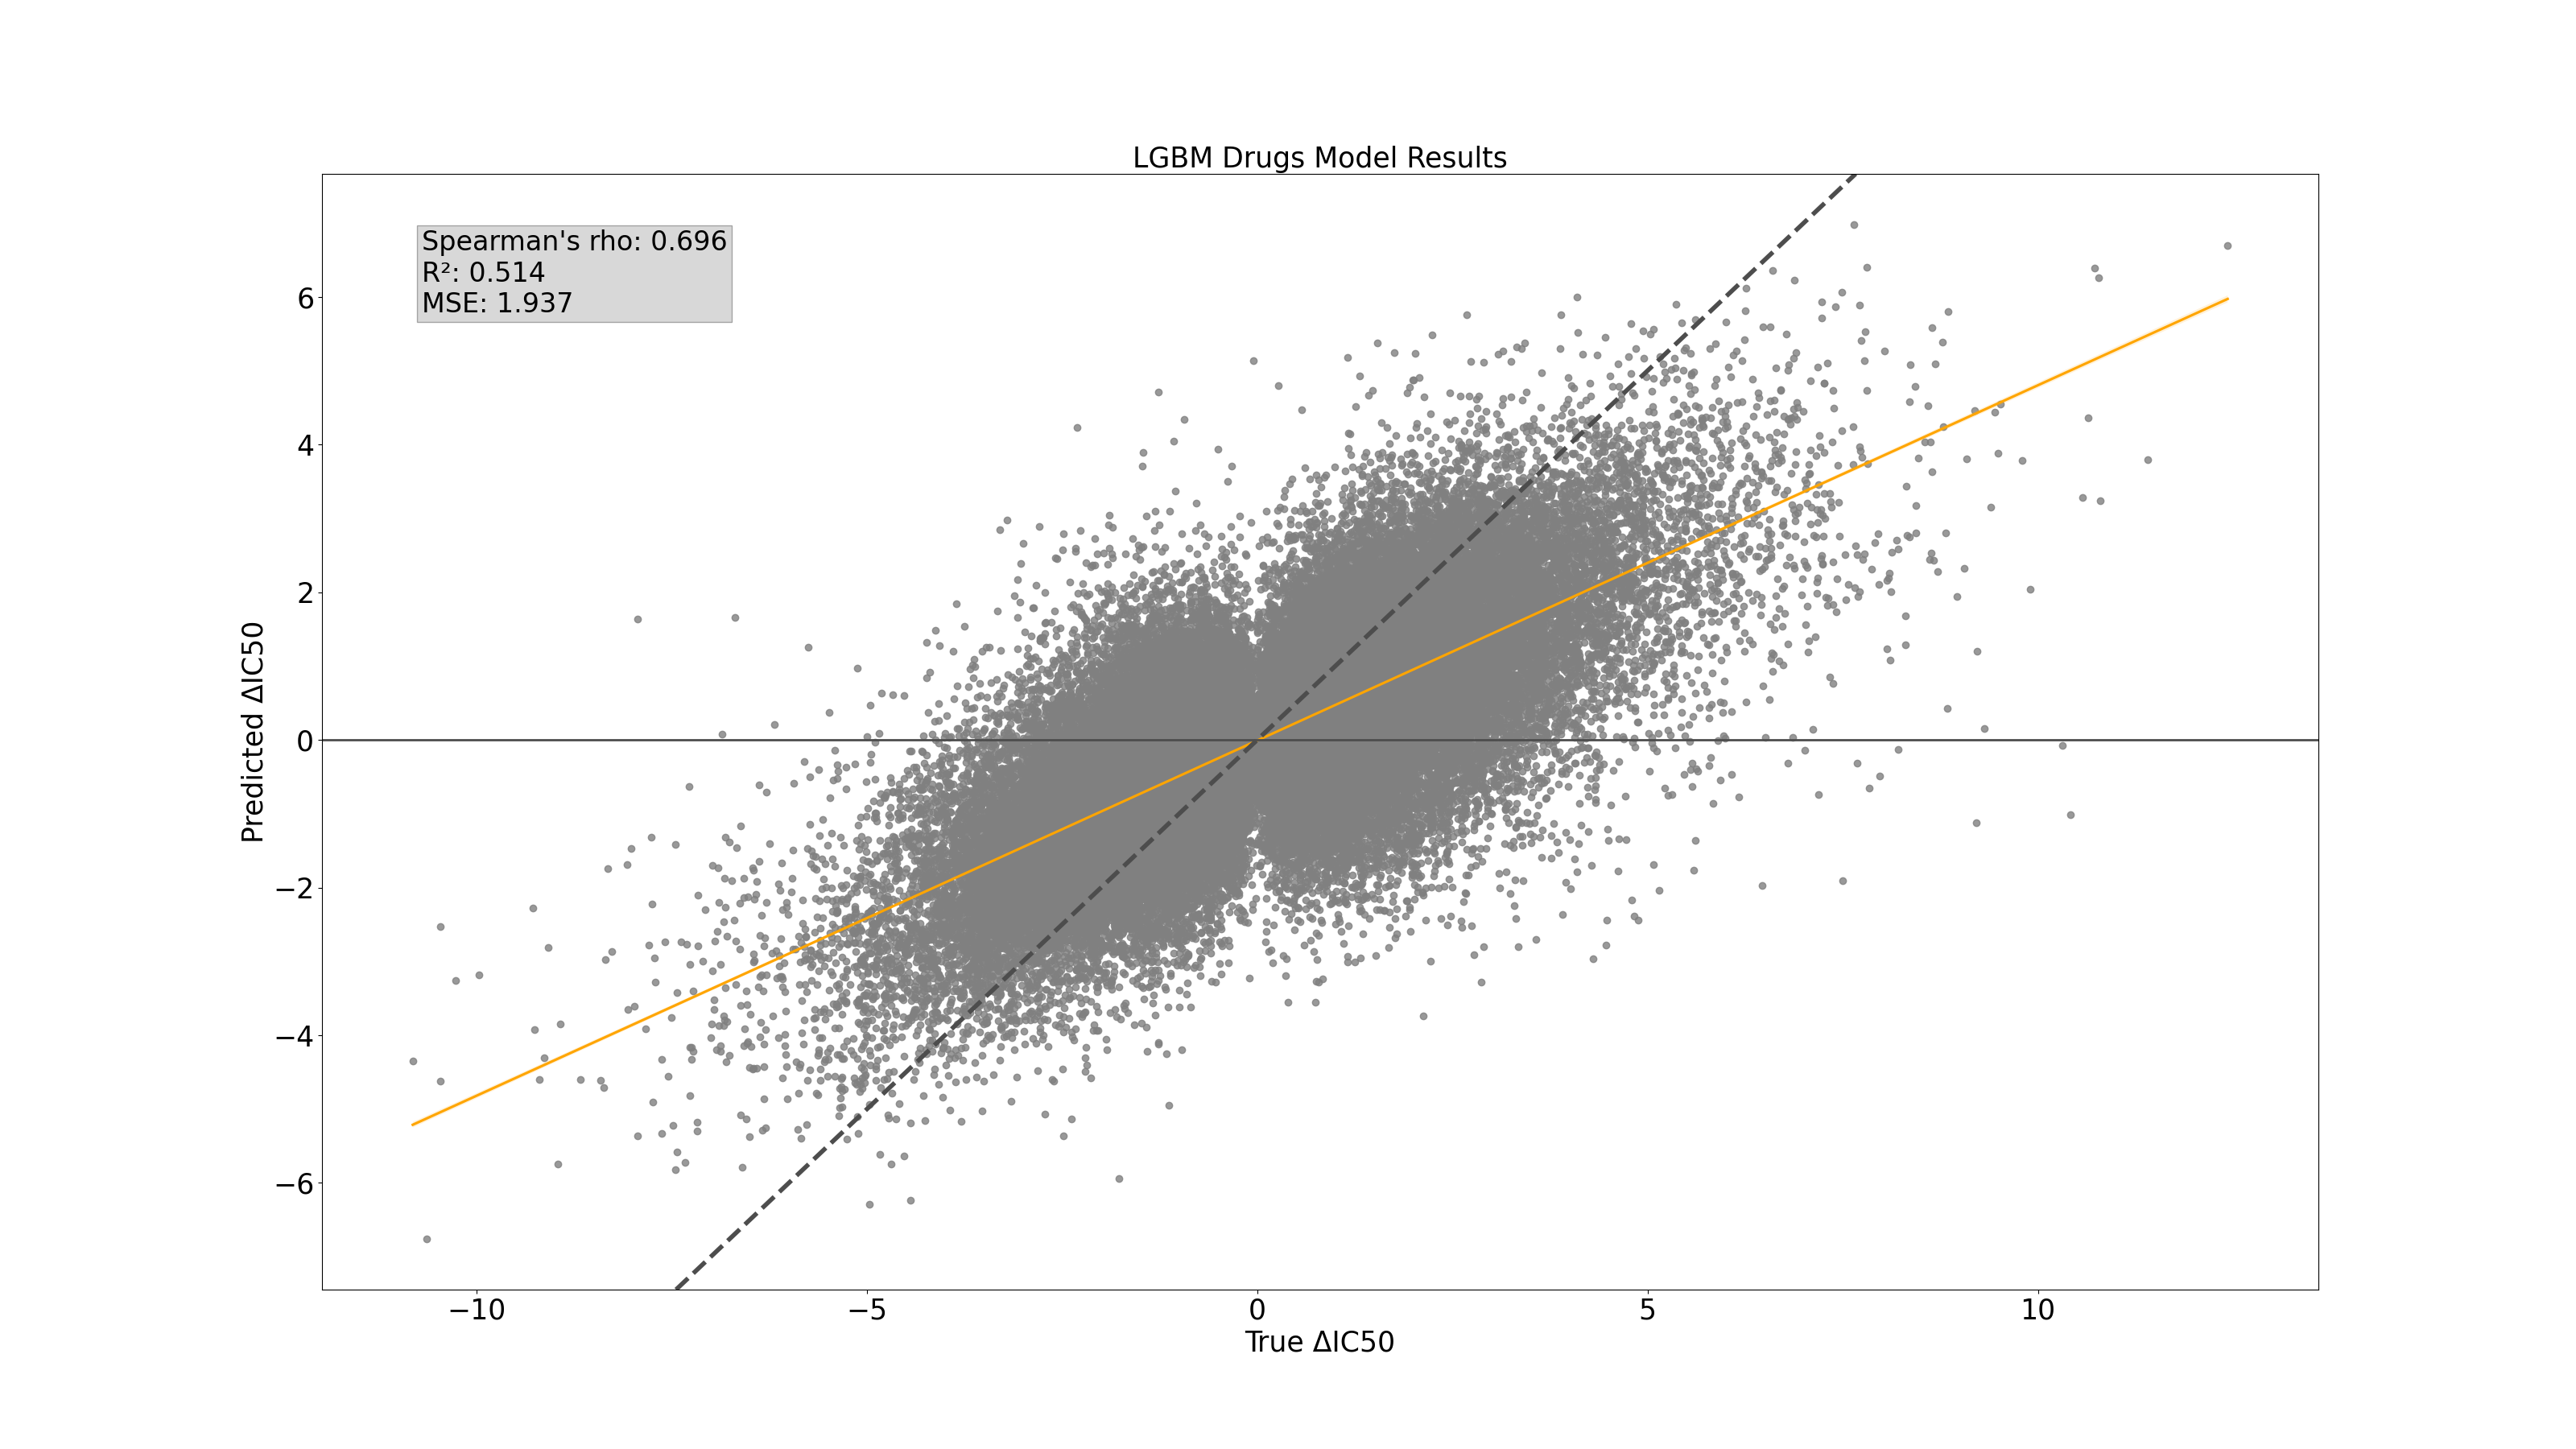 LGBM Drugs Model Results
Spearman's rho: 0.696
R²: 0.514
MSE: 1.937
6
4
2
0
−2
−4
−6
Predicted ΔIC50
−10
−5
0
5
10
True ΔIC50